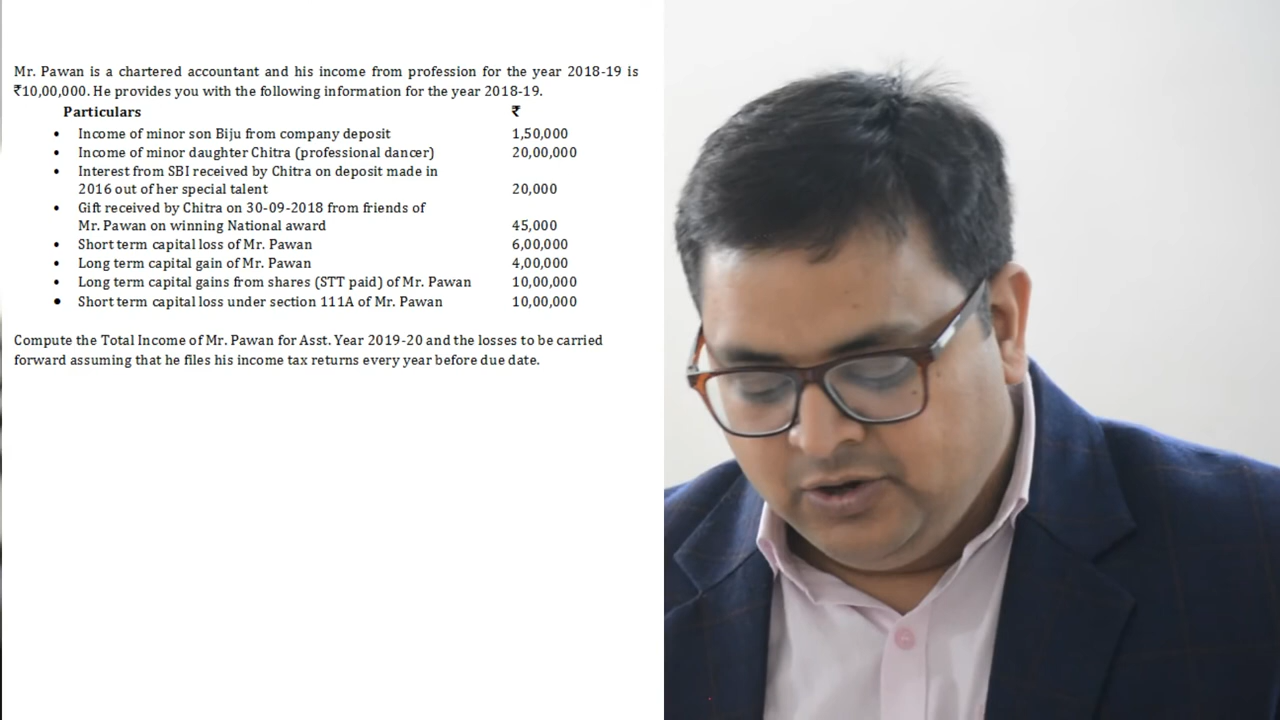 Mr. Pawan is a chartered accountant and his income from profession for the year 2018-19 is
₹10,00,000. He provides you with the following information for the year 2018-19.
Particulars ₹
• Income of minor son Biju from company deposit 1,50,000
• Income of minor daughter Chitra (professional dancer) 20,00,000
• Interest from SBI received by Chitra on deposit made in
2016 out of her special talent 20,000
• Gift received by Chitra on 30-09-2018 from friends of
Mr. Pawan on winning National award 45,000
• Short term capital loss of Mr. Pawan 6,00,000
• Long term capital gain of Mr. Pawan 4,00,000
• Long term capital gains from shares (STT paid) of Mr. Pawan 10,00,000
• Short term capital loss under section 111A of Mr. Pawan 10,00,000
Compute the Total Income of Mr. Pawan for Asst. Year 2019-20 and the losses to be carried
forward assuming that he files his income tax returns every year before due date.